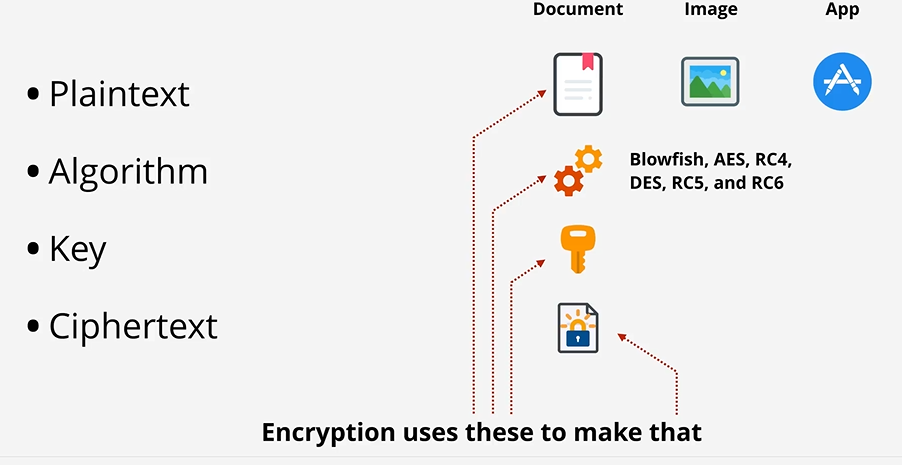 Document Image App
• Plaintext
• Algorithm
Blowfish, AES, RC4,
DES, RC5, and RC6
• Key
• Ciphertext
Encryption uses these to make that